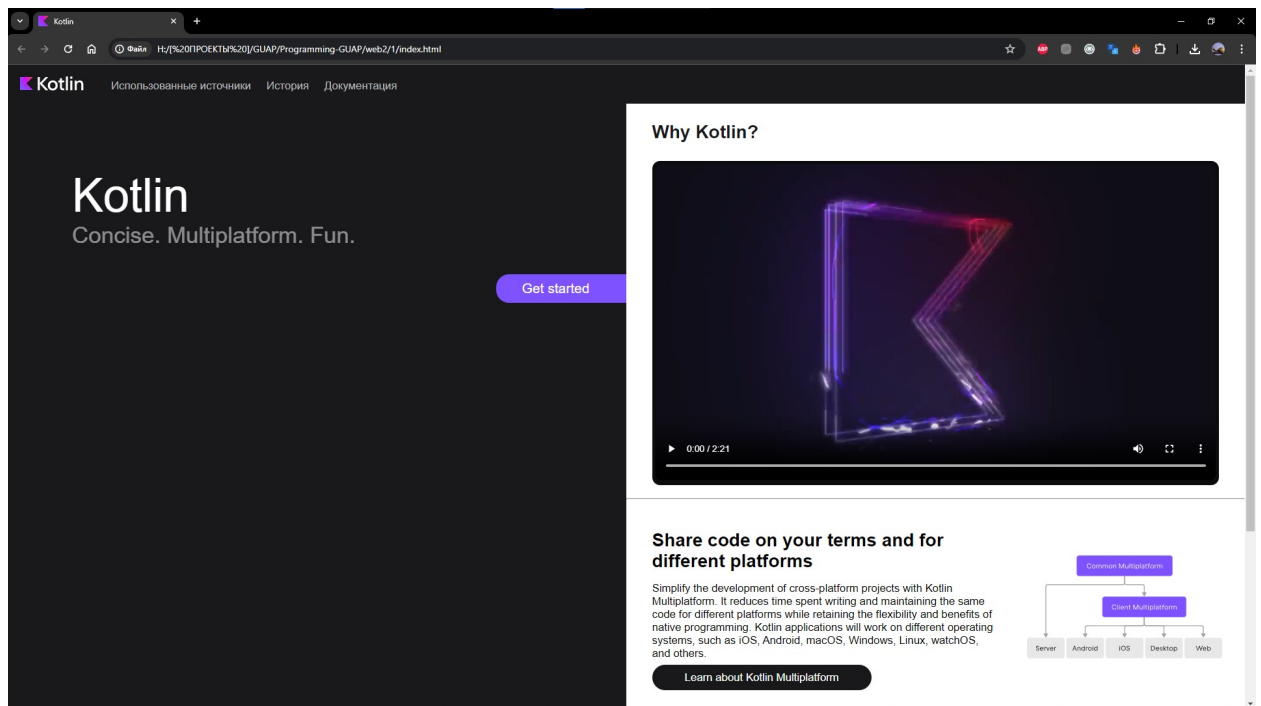 Kotlin
Файл H:/[%20ПРОЕКТЫ%20]/GUAP/Programming-GUAP/web2/1/index.html
ABP
Kotlin Использованные источники История Документация
Kotlin
Concise. Multiplatform. Fun.
Get started
Why Kotlin?
0:00 / 2:21
Share code on your terms and for
different platforms
Simplify the development of cross-platform projects with Kotlin
Multiplatform. It reduces time spent writing and maintaining the same
code for different platforms while retaining the flexibility and benefits of
native programming. Kotlin applications will work on different operating
systems, such as iOS, Android, macOS, Windows, Linux, watchOS,
and others.
Learn about Kotlin Multiplatform
Common Multiplatform
Client Multiplatform
Server Android iOS Desktop Web